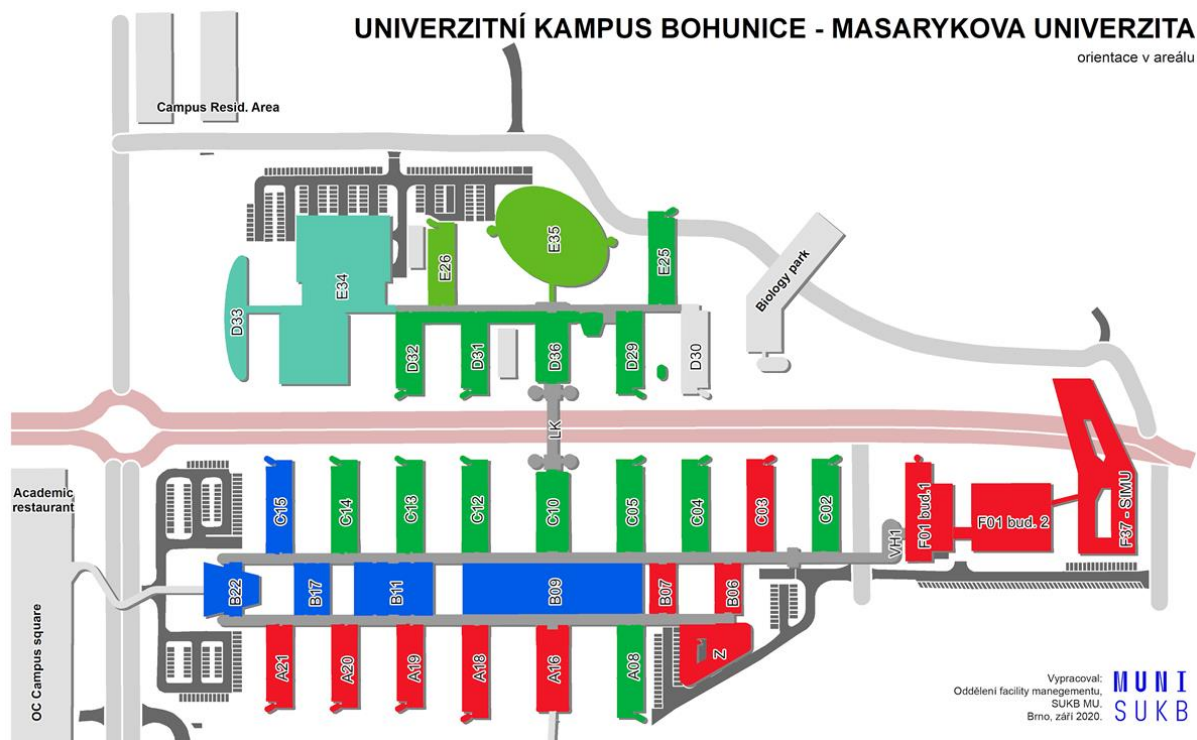 UNIVERZITNÍ KAMPUS BOHUNICE - MASARYKOVA UNIVERZITA
orientace v areálu
Campus Resid. Area
E35
E25
E26
E34
Biology park
D33
D32
D31
D36
D29
D30
LK
Academic
restaurant
C15
C14
C13
C12
C10
C05
C04
C03
C02
VH1
F01 bud.1
F01 bud. 2
F37 - SIMU
B22
B17
B11
B09
B07
B06
OC Campus square
A21
A20
A19
A18
A16
A08
Z
Vypracoval:
Oddělení facility manegementu,
SUKB MU.
Brno, září 2020.
MUNI
SUKB